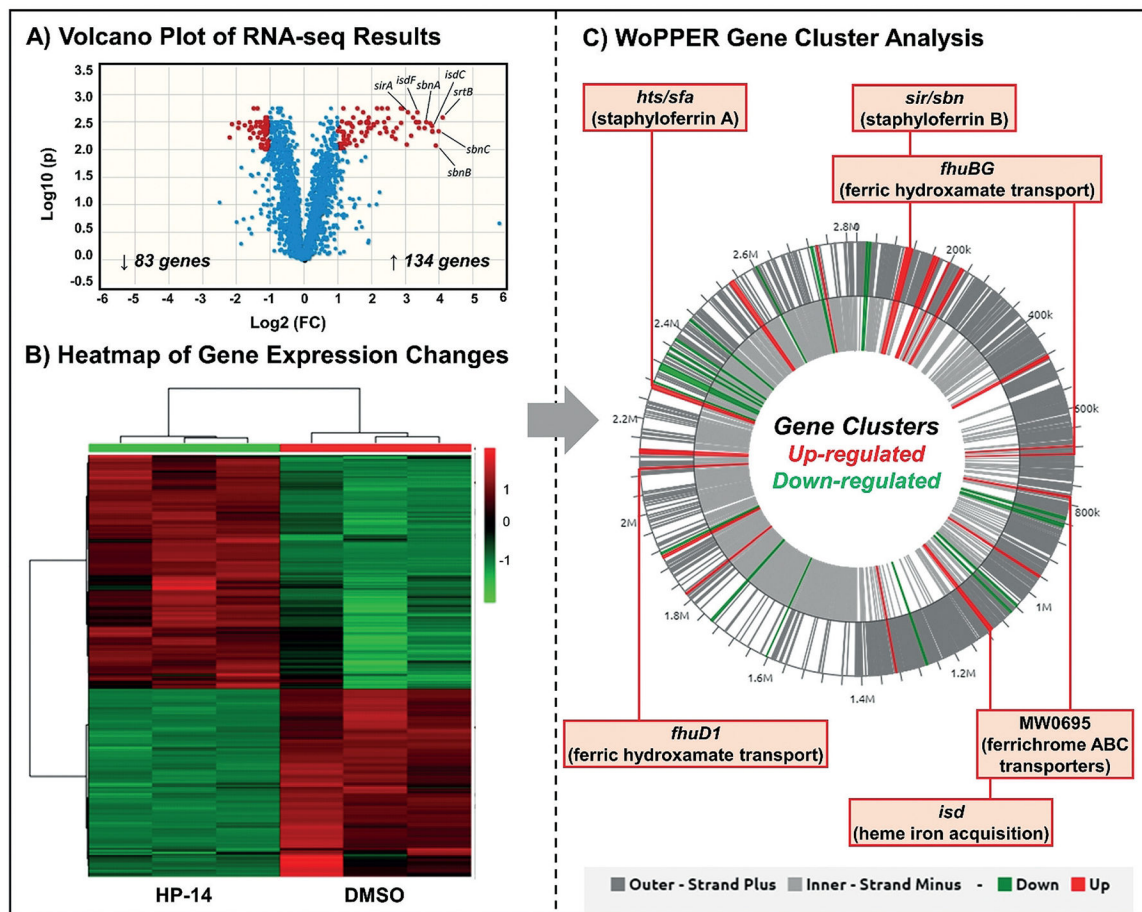 A) Volcano Plot of RNA-seq Results
Log10 (p)
3.5
3.0
2.5
2.0
1.5
1.0
0.5
0.0
-0.5
sirA
isdF
sbnA
isdC
srtB
sbnC
sbnB
↓ 83 genes
↑ 134 genes
-6 -5 -4 -3 -2 -1 0 1 2 3 4 5 6
Log2 (FC)
B) Heatmap of Gene Expression Changes
1
0
-1
HP-14
DMSO
C) WoPPER Gene Cluster Analysis
hts/sfa
(staphyloferrin A)
sir/sbn
(staphyloferrin B)
fhuBG
(ferric hydroxamate transport)
0
200k
400k
600k
800k
1M
1.2M
1.4M
1.6M
1.8M
2M
2.2M
2.4M
2.6M
2.8M
Gene Clusters
Up-regulated
Down-regulated
fhuD1
(ferric hydroxamate transport)
MW0695
(ferrichrome ABC
transporters)
isd
(heme iron acquisition)
Outer - Strand Plus Inner - Strand Minus - Down Up